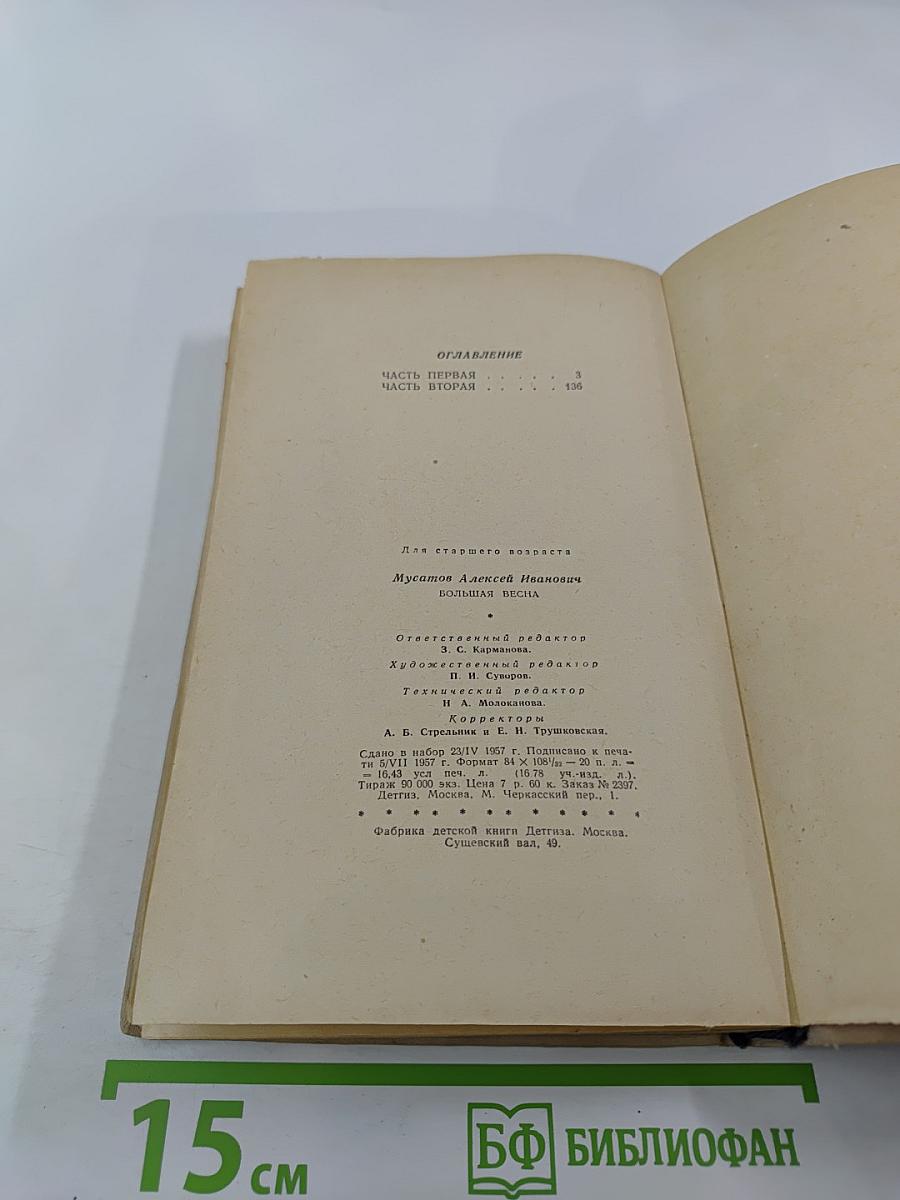 ОГЛАВЛЕНИЕ
ЧАСТЬ ПЕРВАЯ . . . . . 3
ЧАСТЬ ВТОРАЯ . . . . . 136
Для старшего возраста
Мусатов Алексей Иванович
БОЛЬШАЯ ВЕСНА
*
Ответственный редактор
З. С. Карманова.
Художественный редактор
П. И. Суворов.
Технический редактор
Н А. Молоканова.
Корректоры
А. Б. Стрельник и Е. Н. Трушковская.
Сдано в набор 23/IV 1957 г. Подписано к печа-
ти 5/VII 1957 г. Формат 84 × 108¹/₃₂ — 20 п. л. =
= 16,43 усл печ. л. (16 78 уч.-изд. л.).
Тираж 90 000 экз. Цена 7 р. 60 к. Заказ № 2397.
Детгиз, Москва, М. Черкасский пер., 1.
* * * * * * * * * * * *
Фабрика детской книги Детгиза. Москва.
Сущевский вал, 49.
15 см
БФ БИБЛИОФАН